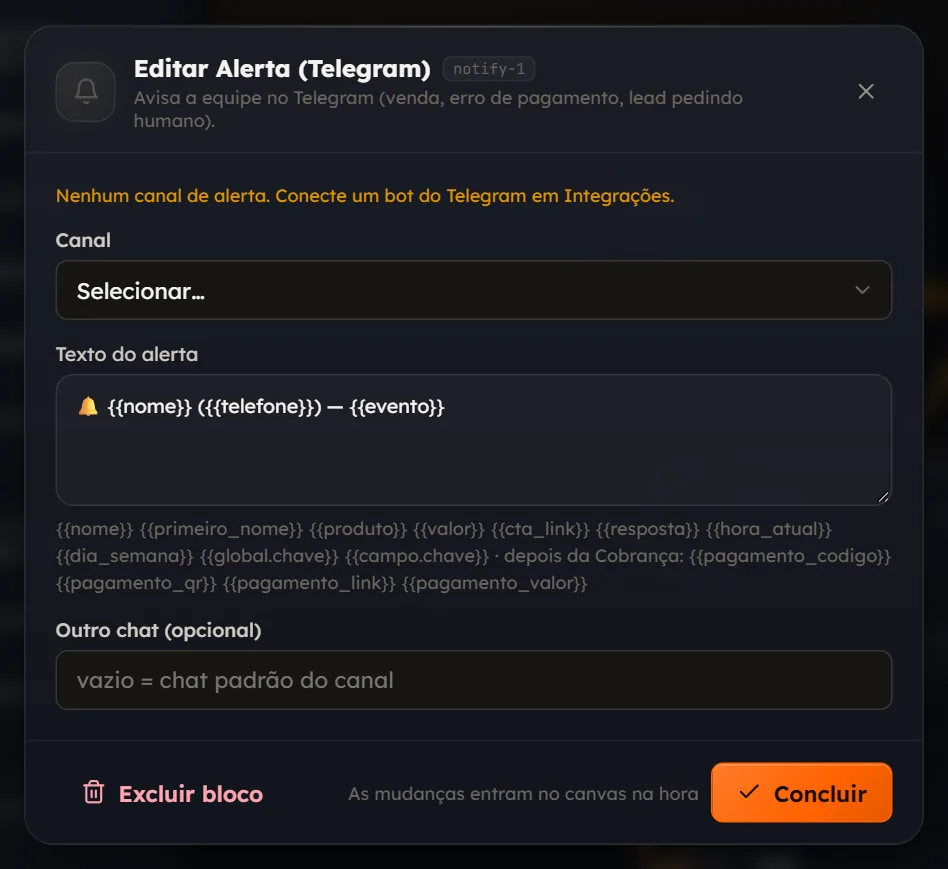 Editar Alerta (Telegram) notify-1
Avisa a equipe no Telegram (venda, erro de pagamento, lead pedindo
humano).
Nenhum canal de alerta. Conecte um bot do Telegram em Integrações.
Canal
Selecionar...
Texto do alerta
🔔 {{nome}} ({{telefone}}) — {{evento}}
{{nome}} {{primeiro_nome}} {{produto}} {{valor}} {{cta_link}} {{resposta}} {{hora_atual}}
{{dia_semana}} {{global.chave}} {{campo.chave}} · depois da Cobrança: {{pagamento_codigo}}
{{pagamento_qr}} {{pagamento_link}} {{pagamento_valor}}
Outro chat (opcional)
vazio = chat padrão do canal
Excluir bloco As mudanças entram no canvas na hora Concluir